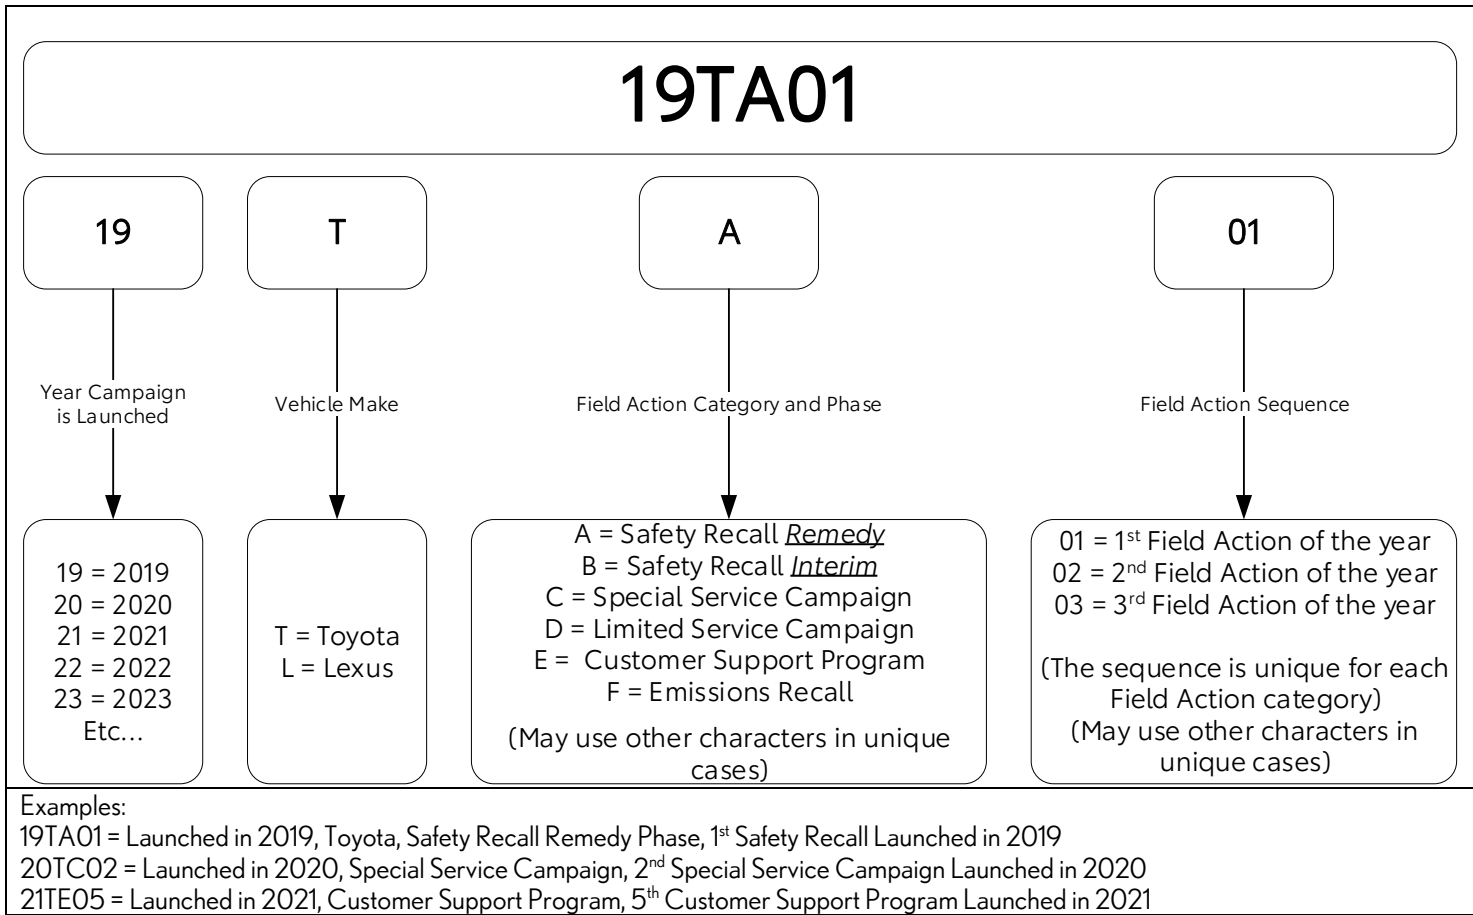 19TA01
19
T
A
01
Year Campaign
is Launched
Vehicle Make
Field Action Category and Phase
Field Action Sequence
19 = 2019
20 = 2020
21 = 2021
22 = 2022
23 = 2023
Etc...
T = Toyota
L = Lexus
A = Safety Recall Remedy
B = Safety Recall Interim
C = Special Service Campaign
D = Limited Service Campaign
E = Customer Support Program
F = Emissions Recall
(May use other characters in unique
cases)
01 = 1st Field Action of the year
02 = 2nd Field Action of the year
03 = 3rd Field Action of the year
(The sequence is unique for each
Field Action category)
(May use other characters in
unique cases)
Examples:
19TA01 = Launched in 2019, Toyota, Safety Recall Remedy Phase, 1st Safety Recall Launched in 2019
20TC02 = Launched in 2020, Special Service Campaign, 2nd Special Service Campaign Launched in 2020
21TE05 = Launched in 2021, Customer Support Program, 5th Customer Support Program Launched in 2021